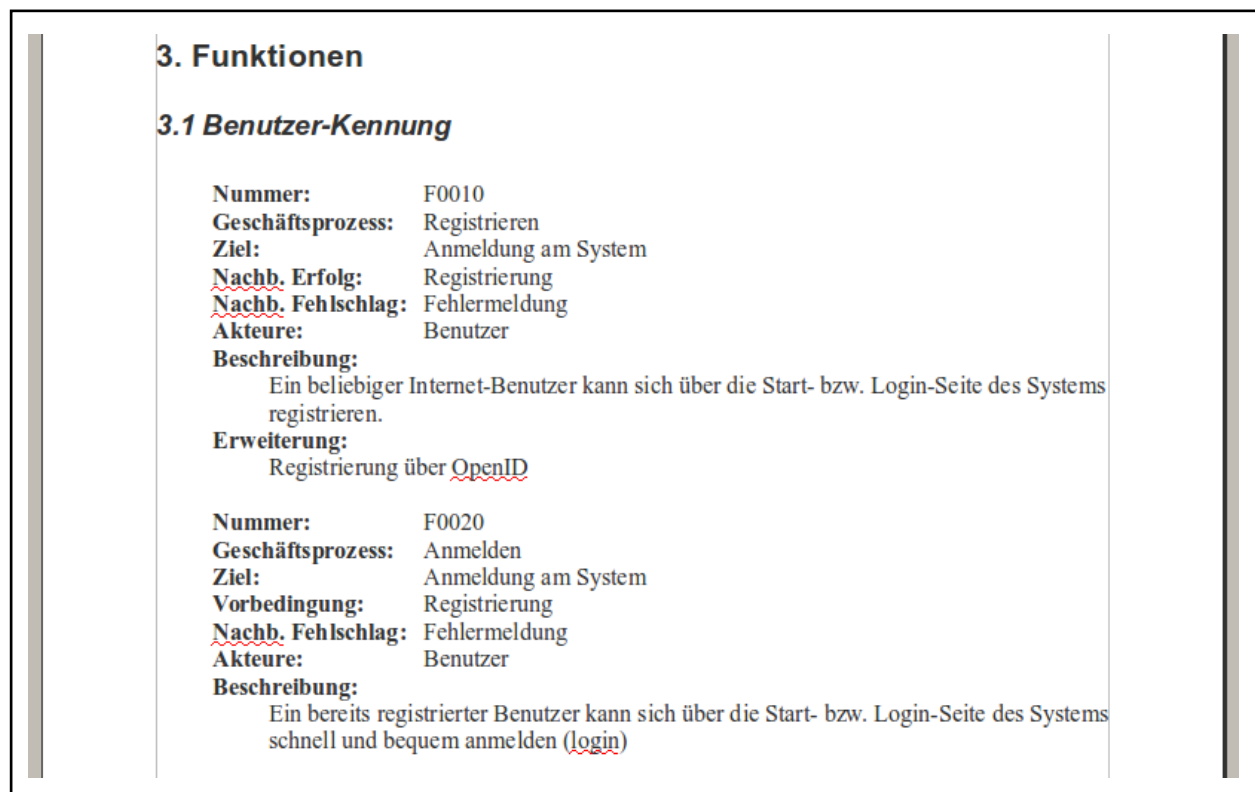 3. Funktionen
3.1 Benutzer-Kennung
Nummer: F0010
Geschäftsprozess: Registrieren
Ziel: Anmeldung am System
Nachb. Erfolg: Registrierung
Nachb. Fehlschlag: Fehlermeldung
Akteure: Benutzer
Beschreibung:
Ein beliebiger Internet-Benutzer kann sich über die Start- bzw. Login-Seite des Systems
registrieren.
Erweiterung:
Registrierung über OpenID
Nummer: F0020
Geschäftsprozess: Anmelden
Ziel: Anmeldung am System
Vorbedingung: Registrierung
Nachb. Fehlschlag: Fehlermeldung
Akteure: Benutzer
Beschreibung:
Ein bereits registrierter Benutzer kann sich über die Start- bzw. Login-Seite des Systems
schnell und bequem anmelden (login)